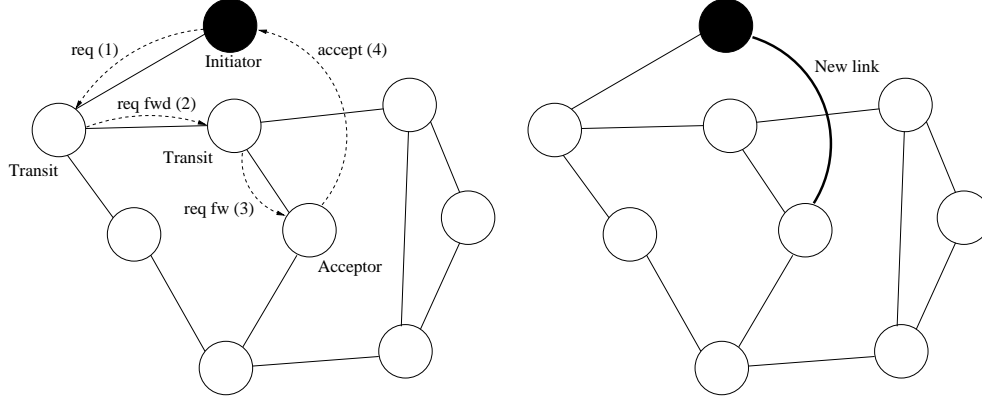 req (1)
accept (4)
Initiator
New link
req fwd (2)
Transit
Transit
req fw (3)
Acceptor